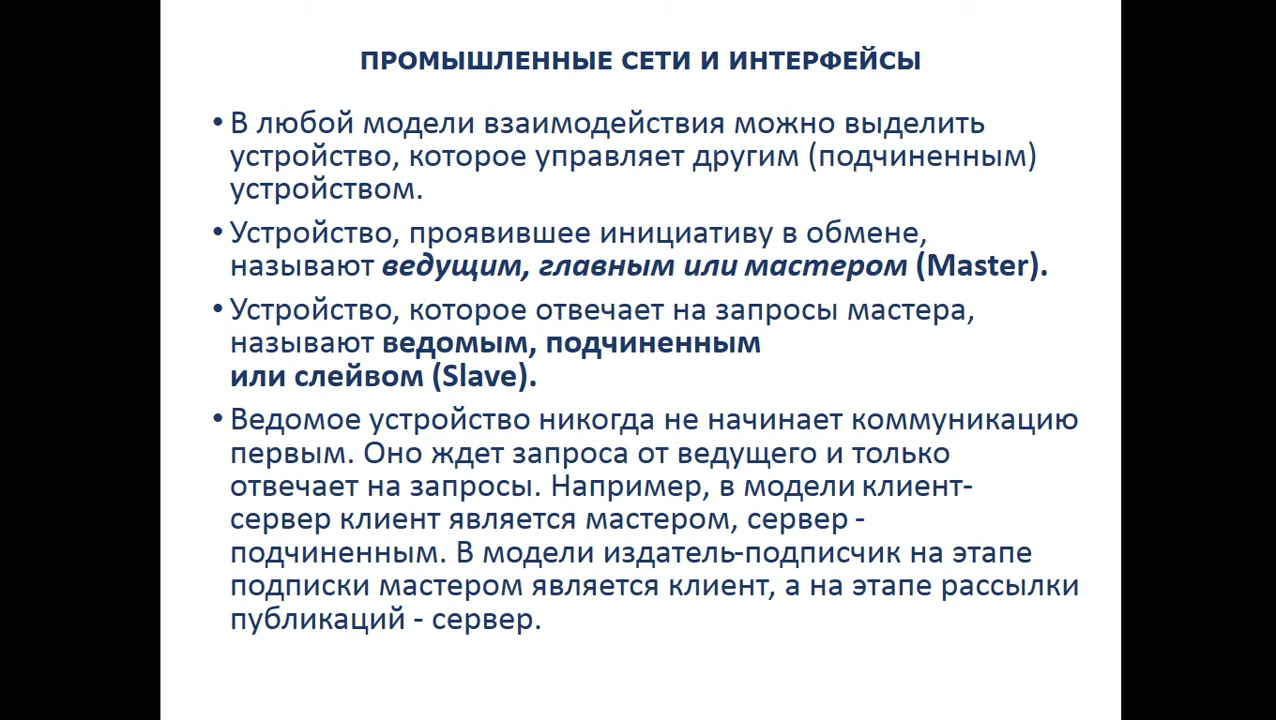 ПРОМЫШЛЕННЫЕ СЕТИ И ИНТЕРФЕЙСЫ
• В любой модели взаимодействия можно выделить
устройство, которое управляет другим (подчиненным)
устройством.
• Устройство, проявившее инициативу в обмене,
называют ведущим, главным или мастером (Master).
• Устройство, которое отвечает на запросы мастера,
называют ведомым, подчиненным
или слейвом (Slave).
• Ведомое устройство никогда не начинает коммуникацию
первым. Оно ждет запроса от ведущего и только
отвечает на запросы. Например, в модели клиент-
сервер клиент является мастером, сервер -
подчиненным. В модели издатель-подписчик на этапе
подписки мастером является клиент, а на этапе рассылки
публикаций - сервер.